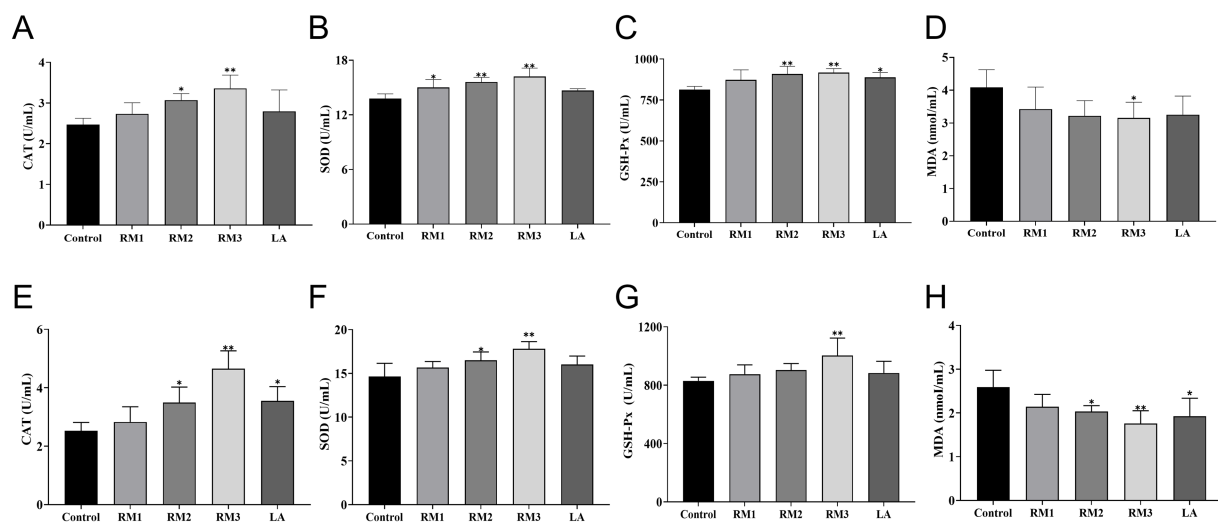 A
CAT (U/mL)
4
3
2
1
0
**
*
Control RM1 RM2 RM3 LA
B
SOD (U/mL)
18
12
6
0
*
**
**
Control RM1 RM2 RM3 LA
C
GSH-Px (U/mL)
1000
750
500
250
0
**
**
*
Control RM1 RM2 RM3 LA
D
MDA (nmol/mL)
5
4
3
2
1
0
*
Control RM1 RM2 RM3 LA
E
CAT (U/mL)
6
4
2
0
*
**
*
Control RM1 RM2 RM3 LA
F
SOD (U/mL)
20
15
10
5
0
*
**
Control RM1 RM2 RM3 LA
G
GSH-Px (U/mL)
1200
800
400
0
**
Control RM1 RM2 RM3 LA
H
MDA (nmol/mL)
4
3
2
1
0
*
**
*
Control RM1 RM2 RM3 LA